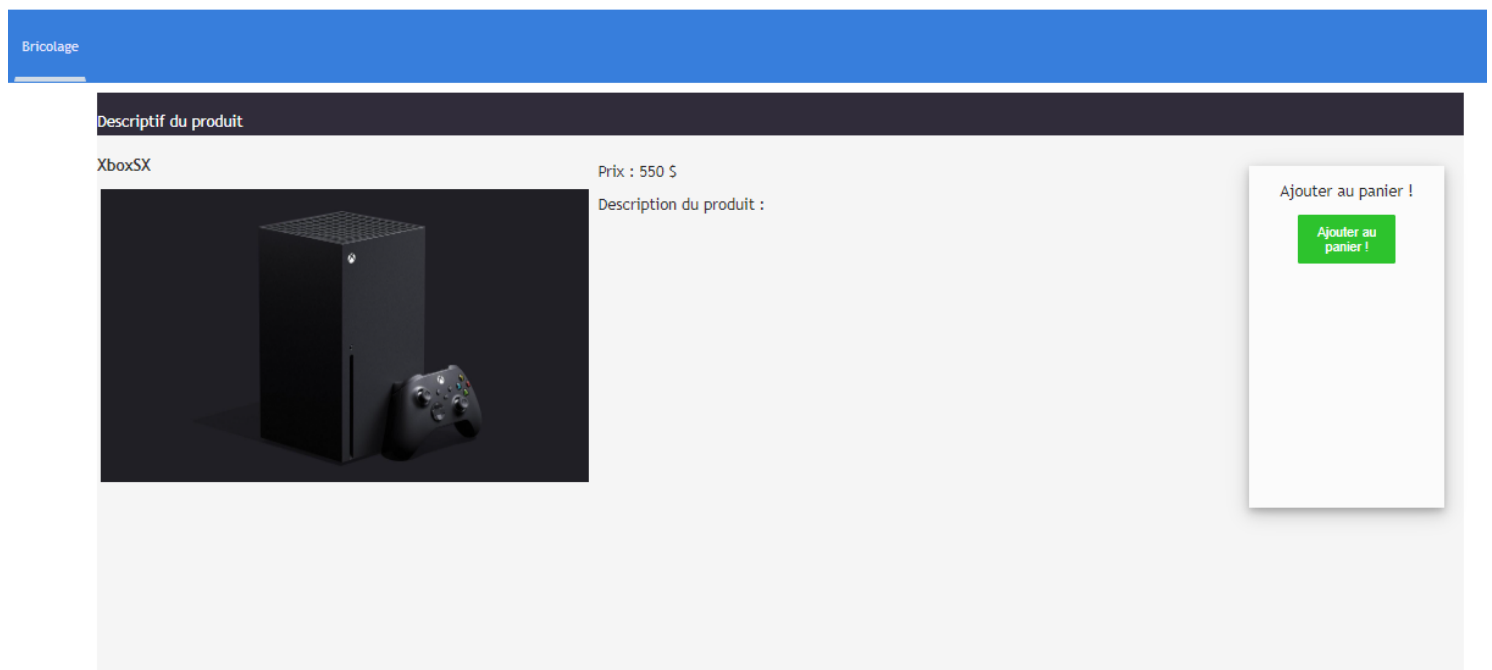 Bricolage
Descriptif du produit
XboxSX
Prix : 550 $
Description du produit :
Ajouter au panier !
Ajouter au
panier !